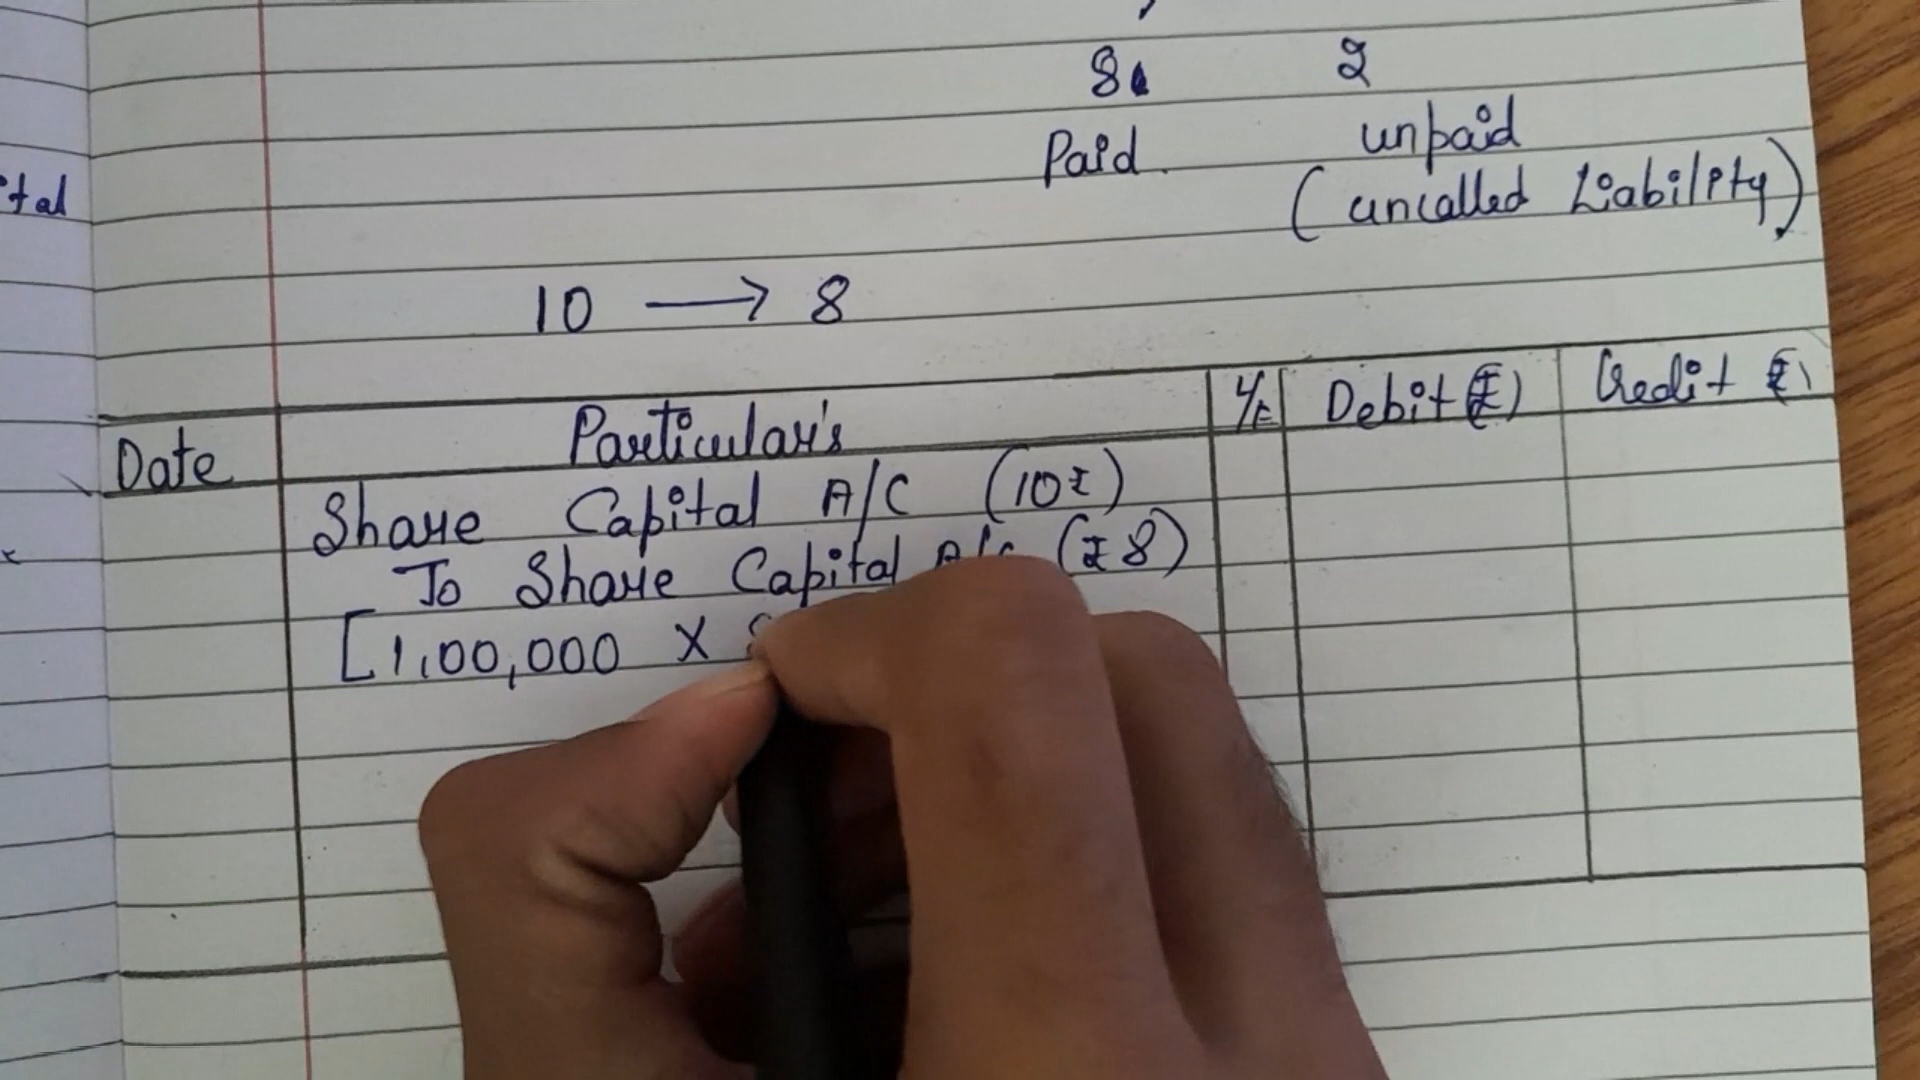 tal
8 2
Paid unpaid
(uncalled Liability)
10 → 8
Date Particular's L/F Debit (₹) Credit (₹)
Share Capital A/C (10₹)
To Share Capital A/C (₹8)
[1,00,000 X